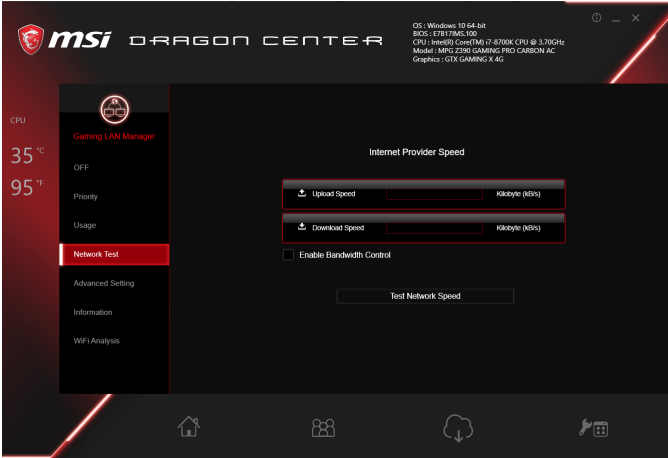 msi DRAGON CENTER
OS : Windows 10 64-bit
BIOS : E7B17IMS.100
CPU : Intel(R) Core(TM) i7-8700K CPU @ 3.70GHz
Model : MPG Z390 GAMING PRO CARBON AC
Graphics : GTX GAMING X 4G
CPU
35 °C
95 °F
Gaming LAN Manager
OFF
Priority
Usage
Network Test
Advanced Setting
Information
WiFi Analysis
Internet Provider Speed
Upload Speed Kilobyte (kB/s)
Download Speed Kilobyte (kB/s)
Enable Bandwidth Control
Test Network Speed